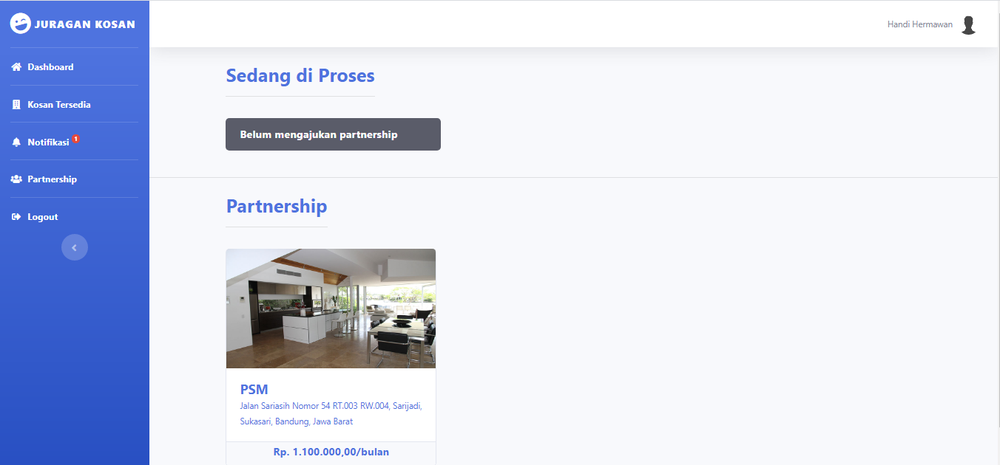 JURAGAN KOSAN
Handi Hermawan
Dashboard
Kosan Tersedia
Notifikasi 1
Partnership
Logout
Sedang di Proses
Belum mengajukan partnership
Partnership
PSM
Jalan Sariasih Nomor 54 RT.003 RW.004, Sarijadi,
Sukasari, Bandung, Jawa Barat
Rp. 1.100.000,00/bulan